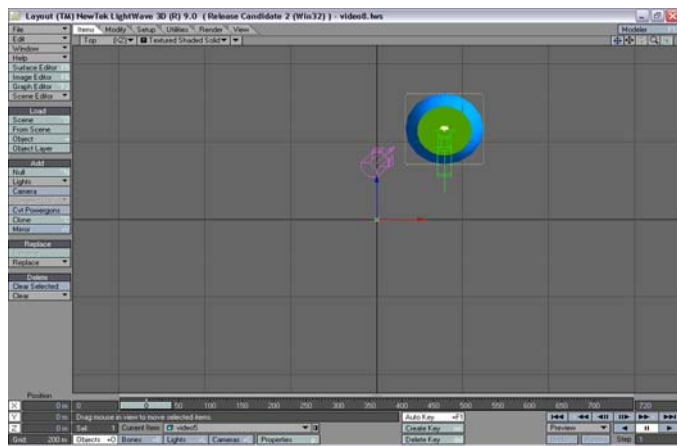 Layout (TM) NewTek LightWave 3D (R) 9.0 ( Release Candidate 2 (Win32) ) - video8.lws
File Items Modify Setup Utilities Render View Modeler
Edit Top (XZ) Textured Shaded Solid
Window
Help
Surface Editor
Image Editor
Graph Editor
Scene Editor
Load
Scene
From Scene
Object
Object Layer
Add
Null
Lights
Camera
Cvt Powergons
Clone
Mirror
Replace
Replace
Delete
Clear Selected
Clear
Position
X 0 m 0 0 50 100 150 200 250 300 350 400 450 500 550 600 650 700 720
Y 0 m Drag mouse in view to move selected items. Auto Key +F1
Z 0 m Sel: 1 Current Item video5 Create Key Preview
Grid: 200 m Objects +O Bones Lights Cameras Properties Delete Key Step 1